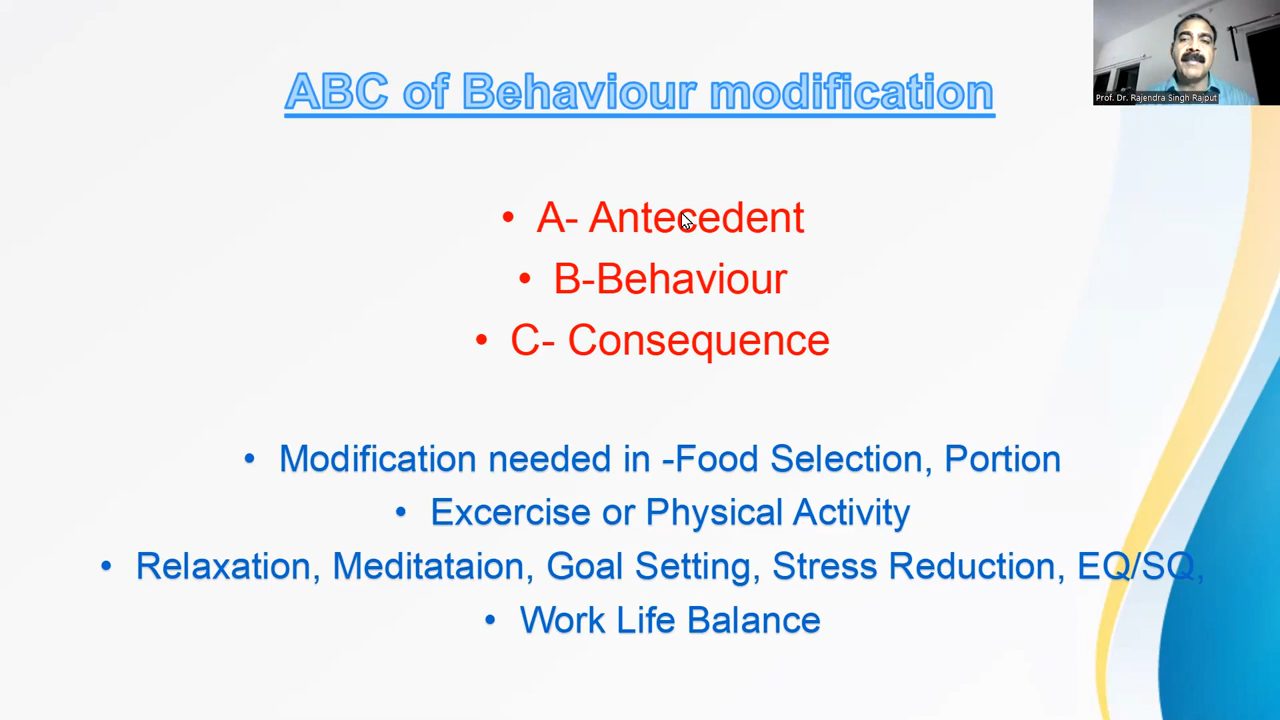 ABC of Behaviour modification
Prof. Dr. Rajendra Singh Rajput
• A- Antecedent
• B-Behaviour
• C- Consequence
• Modification needed in -Food Selection, Portion
• Excercise or Physical Activity
• Relaxation, Meditataion, Goal Setting, Stress Reduction, EQ/SQ,
• Work Life Balance